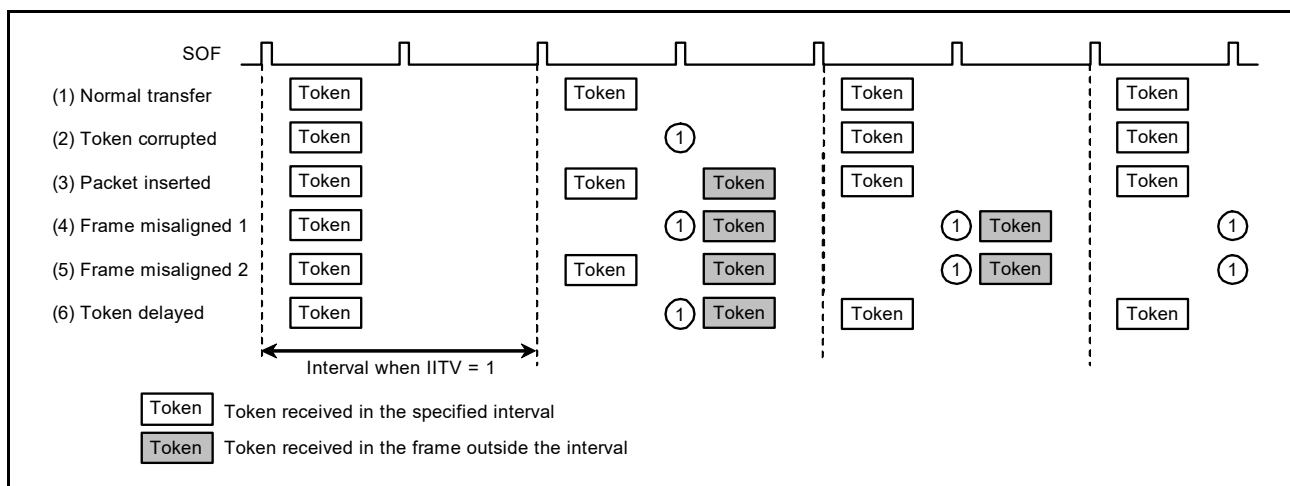 SOF
(1) Normal transfer Token Token Token Token
(2) Token corrupted Token 1 Token Token
(3) Packet inserted Token Token Token Token Token
(4) Frame misaligned 1 Token 1 Token 1 Token 1
(5) Frame misaligned 2 Token Token Token 1 Token 1
(6) Token delayed Token 1 Token Token Token
Interval when IITV = 1
Token Token received in the specified interval
Token Token received in the frame outside the interval